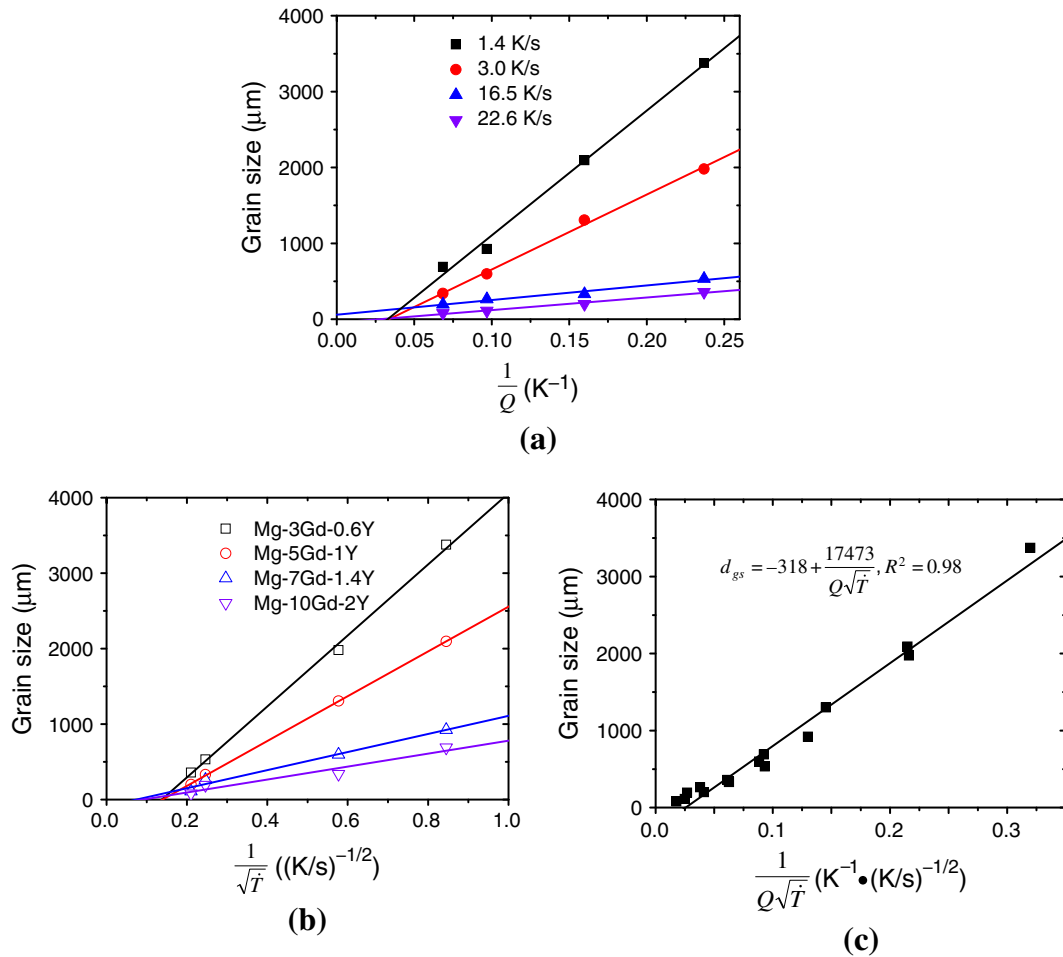 4000
3000
2000
1000
0
Grain size (μm)
1.4 K/s
3.0 K/s
16.5 K/s
22.6 K/s
0.00 0.05 0.10 0.15 0.20 0.25
1/Q (K⁻¹)
(a)
4000
3000
2000
1000
0
Grain size (μm)
Mg-3Gd-0.6Y
Mg-5Gd-1Y
Mg-7Gd-1.4Y
Mg-10Gd-2Y
0.0 0.2 0.4 0.6 0.8 1.0
1/√Ṫ ((K/s)⁻¹/²)
(b)
4000
3000
2000
1000
0
Grain size (μm)
d_gs = −318 + 17473/Q√Ṫ, R² = 0.98
0.0 0.1 0.2 0.3
1/Q√Ṫ (K⁻¹•(K/s)⁻¹/²)
(c)